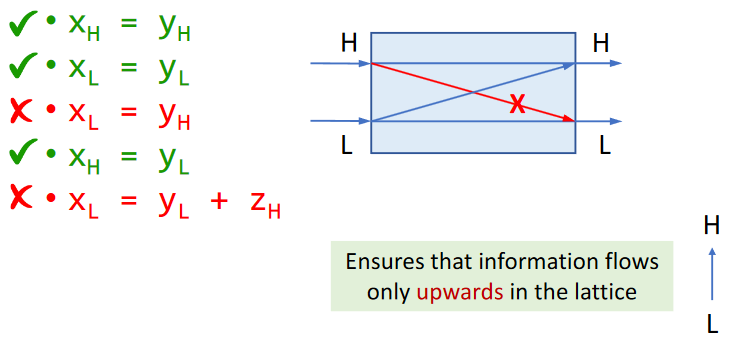 ✓ • x_H = y_H
✓ • x_L = y_L
✗ • x_L = y_H
✓ • x_H = y_L
✗ • x_L = y_L + z_H
H H
X
L L
Ensures that information flows
only upwards in the lattice
H
L